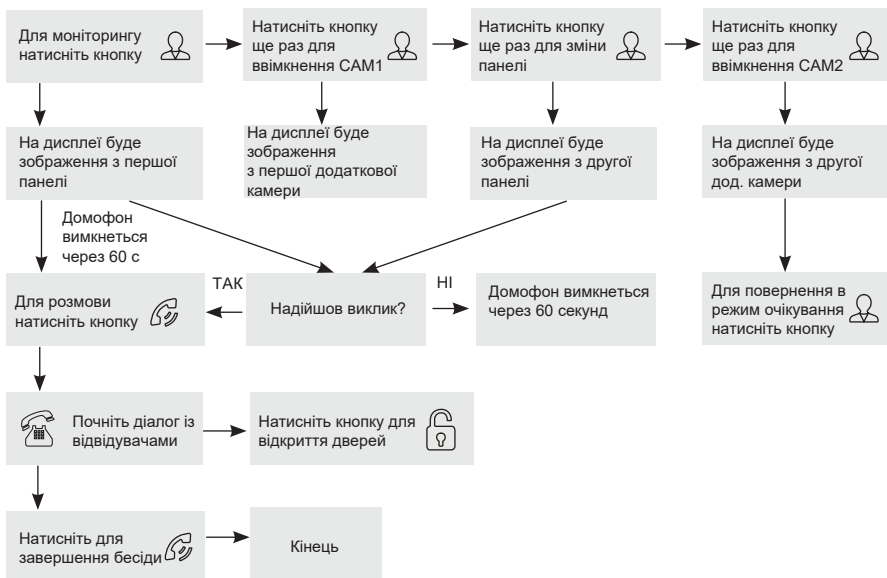 Для моніторингу
натисніть кнопку
Натисніть кнопку
ще раз для
ввімкнення CAM1
Натисніть кнопку
ще раз для зміни
панелі
Натисніть кнопку
ще раз для
ввімкнення CAM2
На дисплеї буде
зображення з першої
панелі
На дисплеї буде
зображення
з першої додаткової
камери
На дисплеї буде
зображення з другої
панелі
На дисплеї буде
зображення з другої
дод. камери
Домофон
вимкнеться
через 60 с
Для розмови
натисніть кнопку
ТАК
Надійшов виклик?
НІ
Домофон вимкнеться
через 60 секунд
Для повернення в
режим очікування
натисніть кнопку
Почніть діалог із
відвідувачами
Натисніть кнопку для
відкриття дверей
Натисніть для
завершення бесіди
Кінець